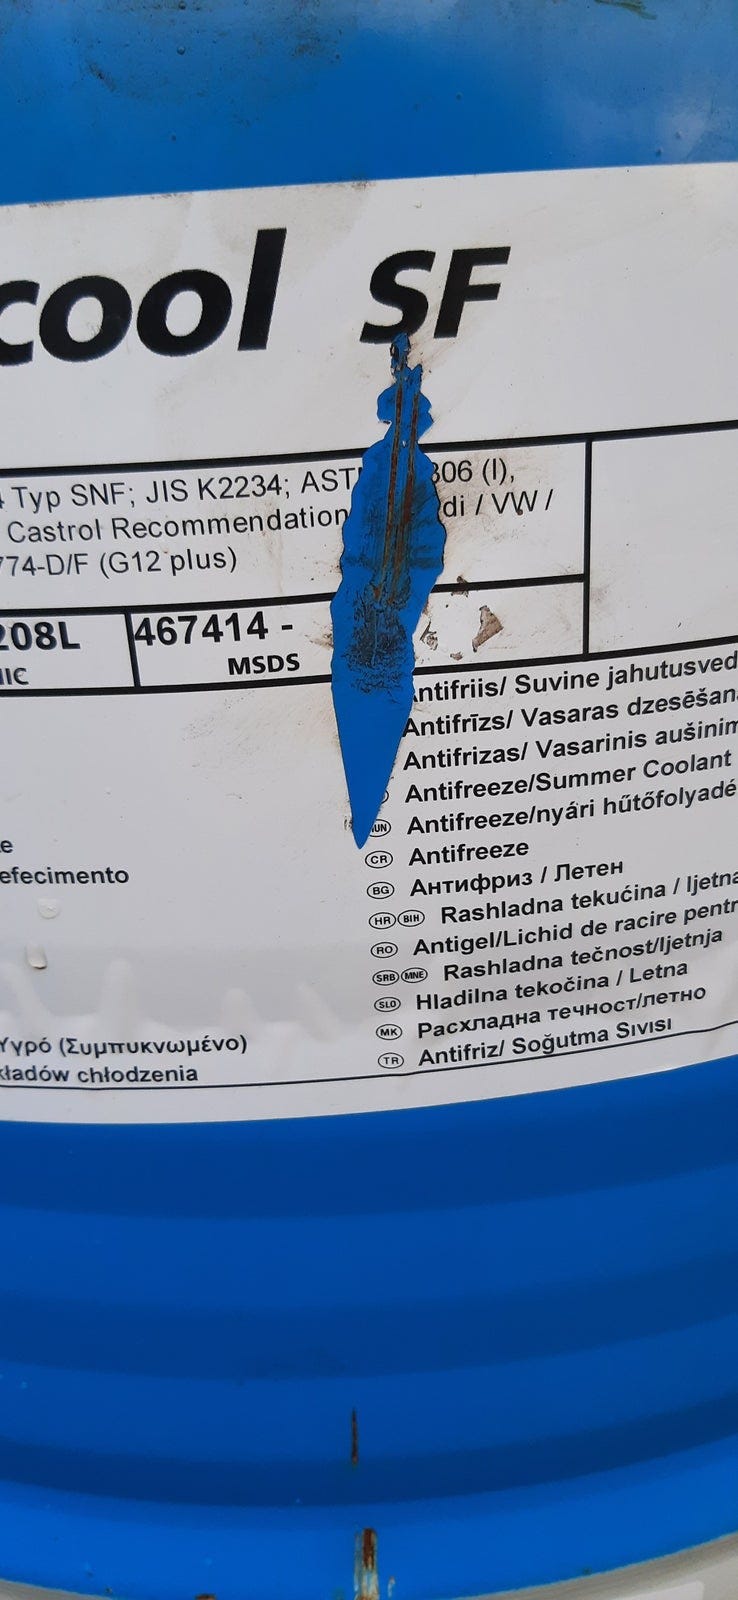 cool SF
Typ SNF; JIS K2234; AST 306 (I),
Castrol Recommendation di / VW /
774-D/F (G12 plus)
208L
467414 -
MSDS
ntifriis/ Suvine jahutusved
Antifrīzs/ Vasaras dzesēšan
Antifrizas/ Vasarinis aušinim
Antifreeze/Summer Coolant
HUN Antifreeze/nyári hűtőfolyadé
CR Antifreeze
efecimento
BG Антифриз / Летен
HR BIH Rashladna tekućina / ljetna
RO Antigel/Lichid de racire pentr
SRB MNE Rashladna tečnost/ljetnja
SLO Hladilna tekočina / Letna
Υγρό (Συμπυκνωμένο)
MK Расхладна течност/летно
kładów chłodzenia
TR Antifriz/ Soğutma Sıvısı